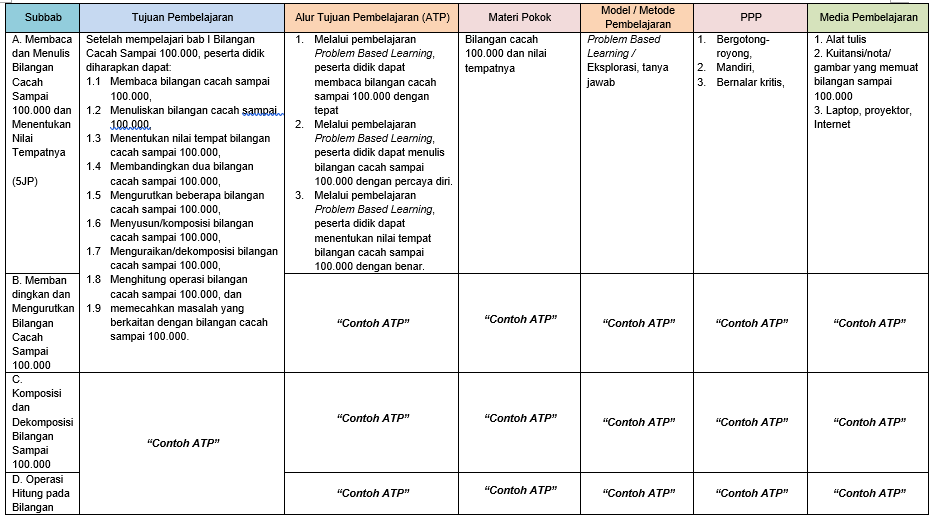 Subbab
Tujuan Pembelajaran
Alur Tujuan Pembelajaran (ATP)
Materi Pokok
Model / Metode
Pembelajaran
PPP
Media Pembelajaran
A. Membaca
dan Menulis
Bilangan
Cacah
Sampai
100.000 dan
Menentukan
Nilai
Tempatnya
(5JP)
Setelah mempelajari bab I Bilangan
Cacah Sampai 100.000, peserta didik
diharapkan dapat:
1.1 Membaca bilangan cacah sampai
100.000,
1.2 Menuliskan bilangan cacah sampai
100.000,
1.3 Menentukan nilai tempat bilangan
cacah sampai 100.000,
1.4 Membandingkan dua bilangan
cacah sampai 100.000,
1.5 Mengurutkan beberapa bilangan
cacah sampai 100.000,
1.6 Menyusun/komposisi bilangan
cacah sampai 100.000,
1.7 Menguraikan/dekomposisi bilangan
cacah sampai 100.000,
1.8 Menghitung operasi bilangan
cacah sampai 100.000, dan
1.9 memecahkan masalah yang
berkaitan dengan bilangan cacah
sampai 100.000.
1. Melalui pembelajaran
Problem Based Learning,
peserta didik dapat
membaca bilangan cacah
sampai 100.000 dengan
tepat
2. Melalui pembelajaran
Problem Based Learning,
peserta didik dapat menulis
bilangan cacah sampai
100.000 dengan percaya diri.
3. Melalui pembelajaran
Problem Based Learning,
peserta didik dapat
menentukan nilai tempat
bilangan cacah sampai
100.000 dengan benar.
Bilangan cacah
100.000 dan nilai
tempatnya
Problem Based
Learning /
Eksplorasi, tanya
jawab
1. Bergotong-
royong,
2. Mandiri,
3. Bernalar kritis,
1. Alat tulis
2. Kuitansi/nota/
gambar yang memuat
bilangan sampai
100.000
3. Laptop, proyektor,
Internet
B. Memban
dingkan dan
Mengurutkan
Bilangan
Cacah
Sampai
100.000
“Contoh ATP”
“Contoh ATP”
“Contoh ATP”
“Contoh ATP”
“Contoh ATP”
C.
Komposisi
dan
Dekomposisi
Bilangan
Sampai
100.000
“Contoh ATP”
“Contoh ATP”
“Contoh ATP”
“Contoh ATP”
“Contoh ATP”
“Contoh ATP”
D. Operasi
Hitung pada
Bilangan
“Contoh ATP”
“Contoh ATP”
“Contoh ATP”
“Contoh ATP”
“Contoh ATP”